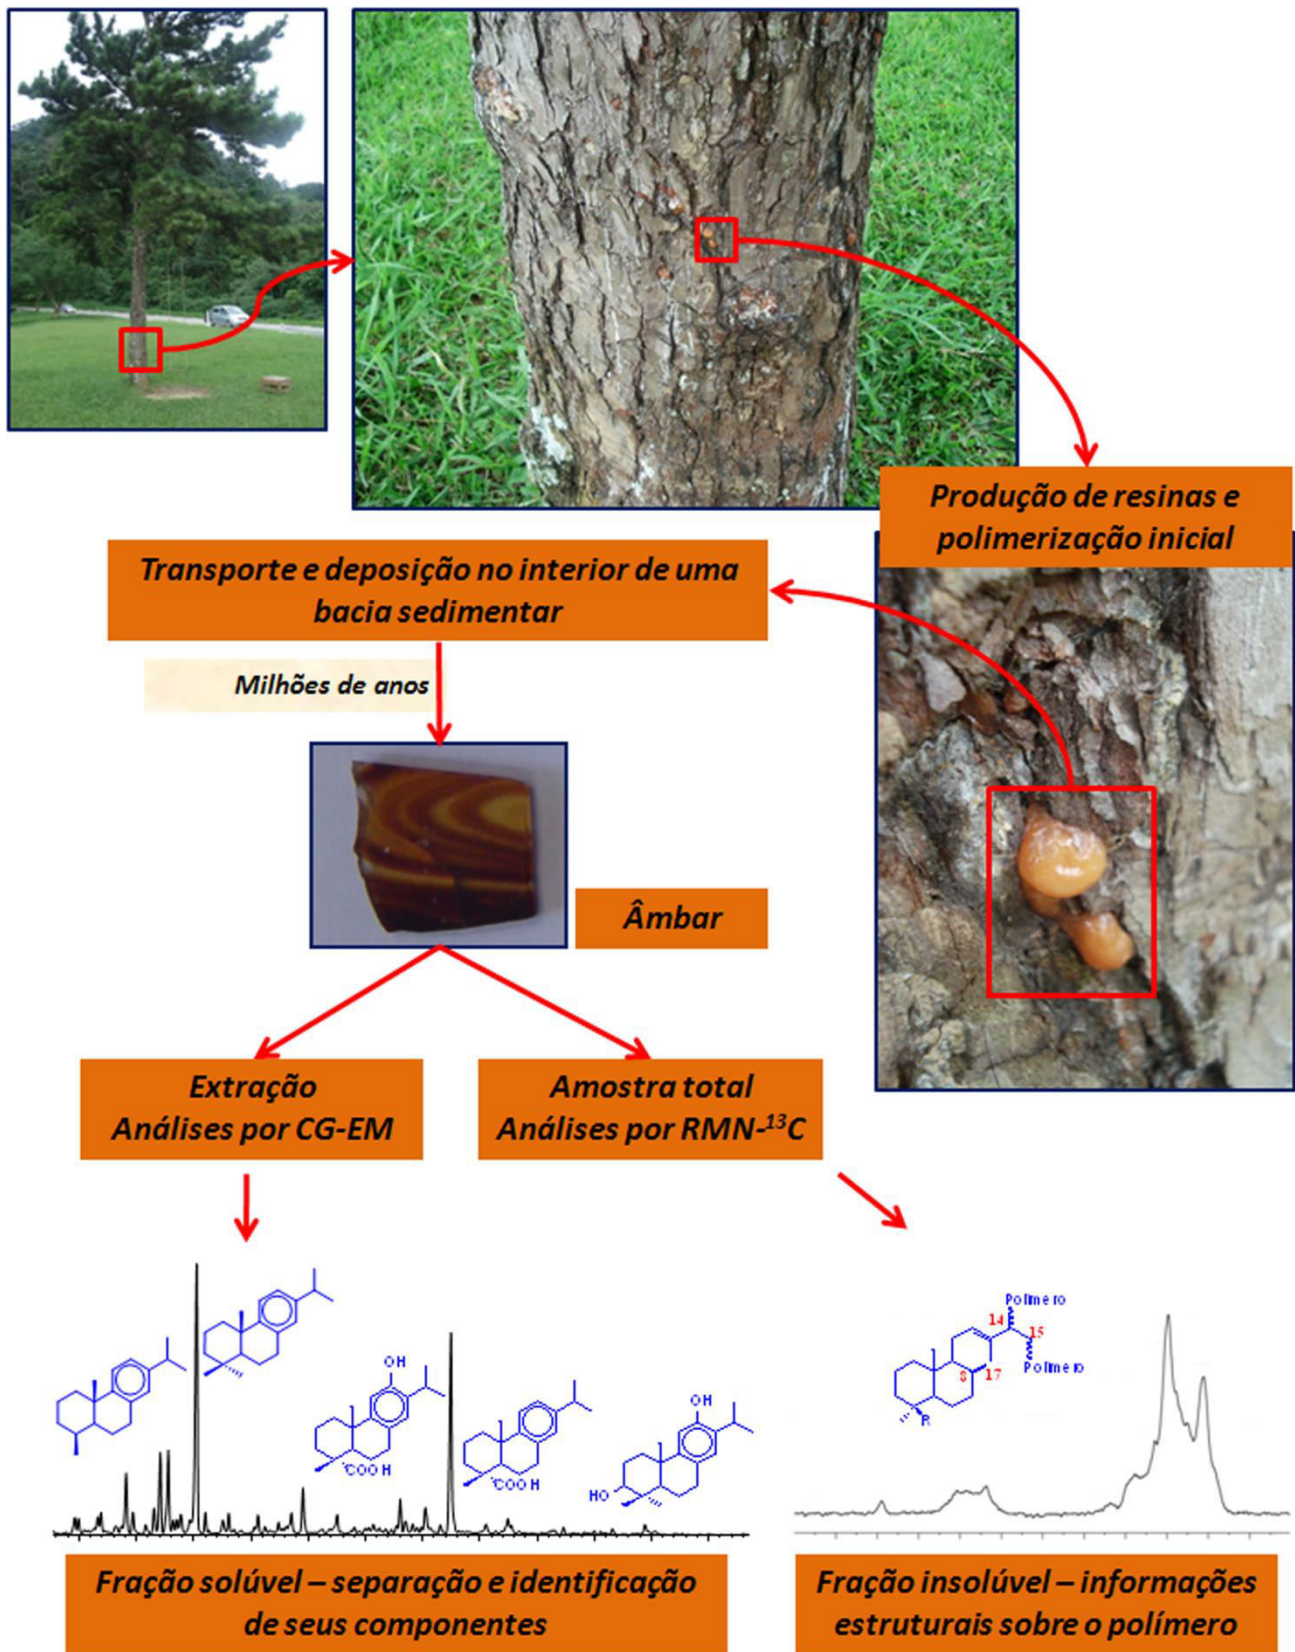 Produção de resinas e
polimerização inicial
Transporte e deposição no interior de uma
bacia sedimentar
Milhões de anos
Âmbar
Extração
Análises por CG-EM
Amostra total
Análises por RMN-¹³C
OH
COOH
COOH
OH
HO
Polímero
14
15
Polímero
8
17
R
Fração solúvel – separação e identificação
de seus componentes
Fração insolúvel – informações
estruturais sobre o polímero